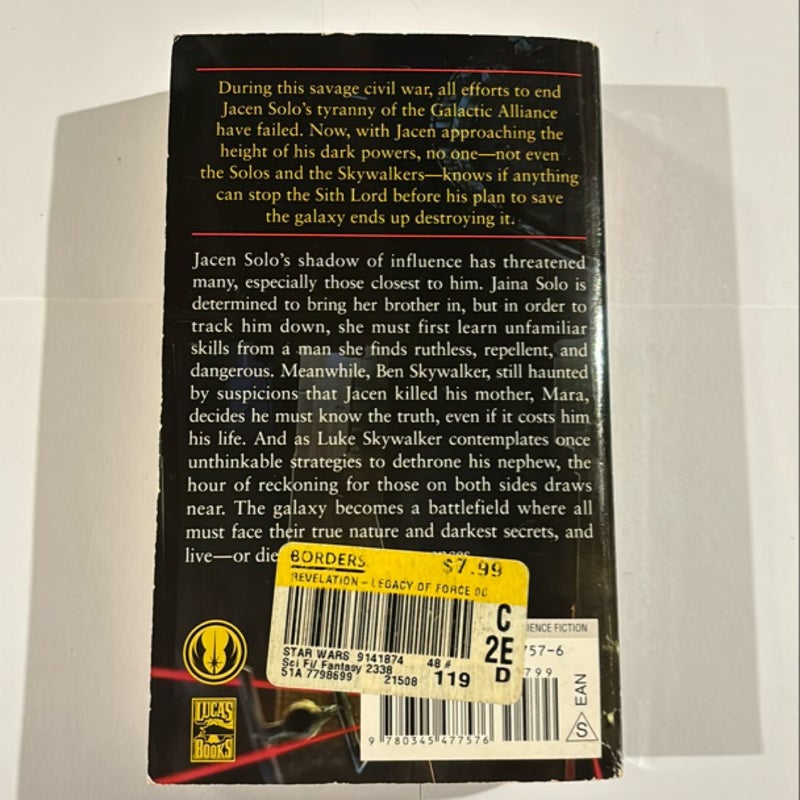 During this savage civil war, all efforts to end
Jacen Solo's tyranny of the Galactic Alliance
have failed. Now, with Jacen approaching the
height of his dark powers, no one—not even
the Solos and the Skywalkers—knows if anything
can stop the Sith Lord before his plan to save
the galaxy ends up destroying it.
Jacen Solo's shadow of influence has threatened
many, especially those closest to him. Jaina Solo is
determined to bring her brother in, but in order to
track him down, she must first learn unfamiliar
skills from a man she finds ruthless, repellent, and
dangerous. Meanwhile, Ben Skywalker, still haunted
by suspicions that Jacen killed his mother, Mara,
decides he must know the truth, even if it costs him
his life. And as Luke Skywalker contemplates once
unthinkable strategies to dethrone his nephew, the
hour of reckoning for those on both sides draws
near. The galaxy becomes a battlefield where all
must face their true nature and darkest secrets, and
live—or die
BORDERS $7.99
REVELATION - LEGACY OF FORCE
C
2E
D
STAR WARS 9141874 48 #
Sci Fi/ Fantasy 2338
51A 7798699 21508 119
IENCE FICTION
57-6
799
EAN
S
LUCAS
BOOKS
9 780345 477576